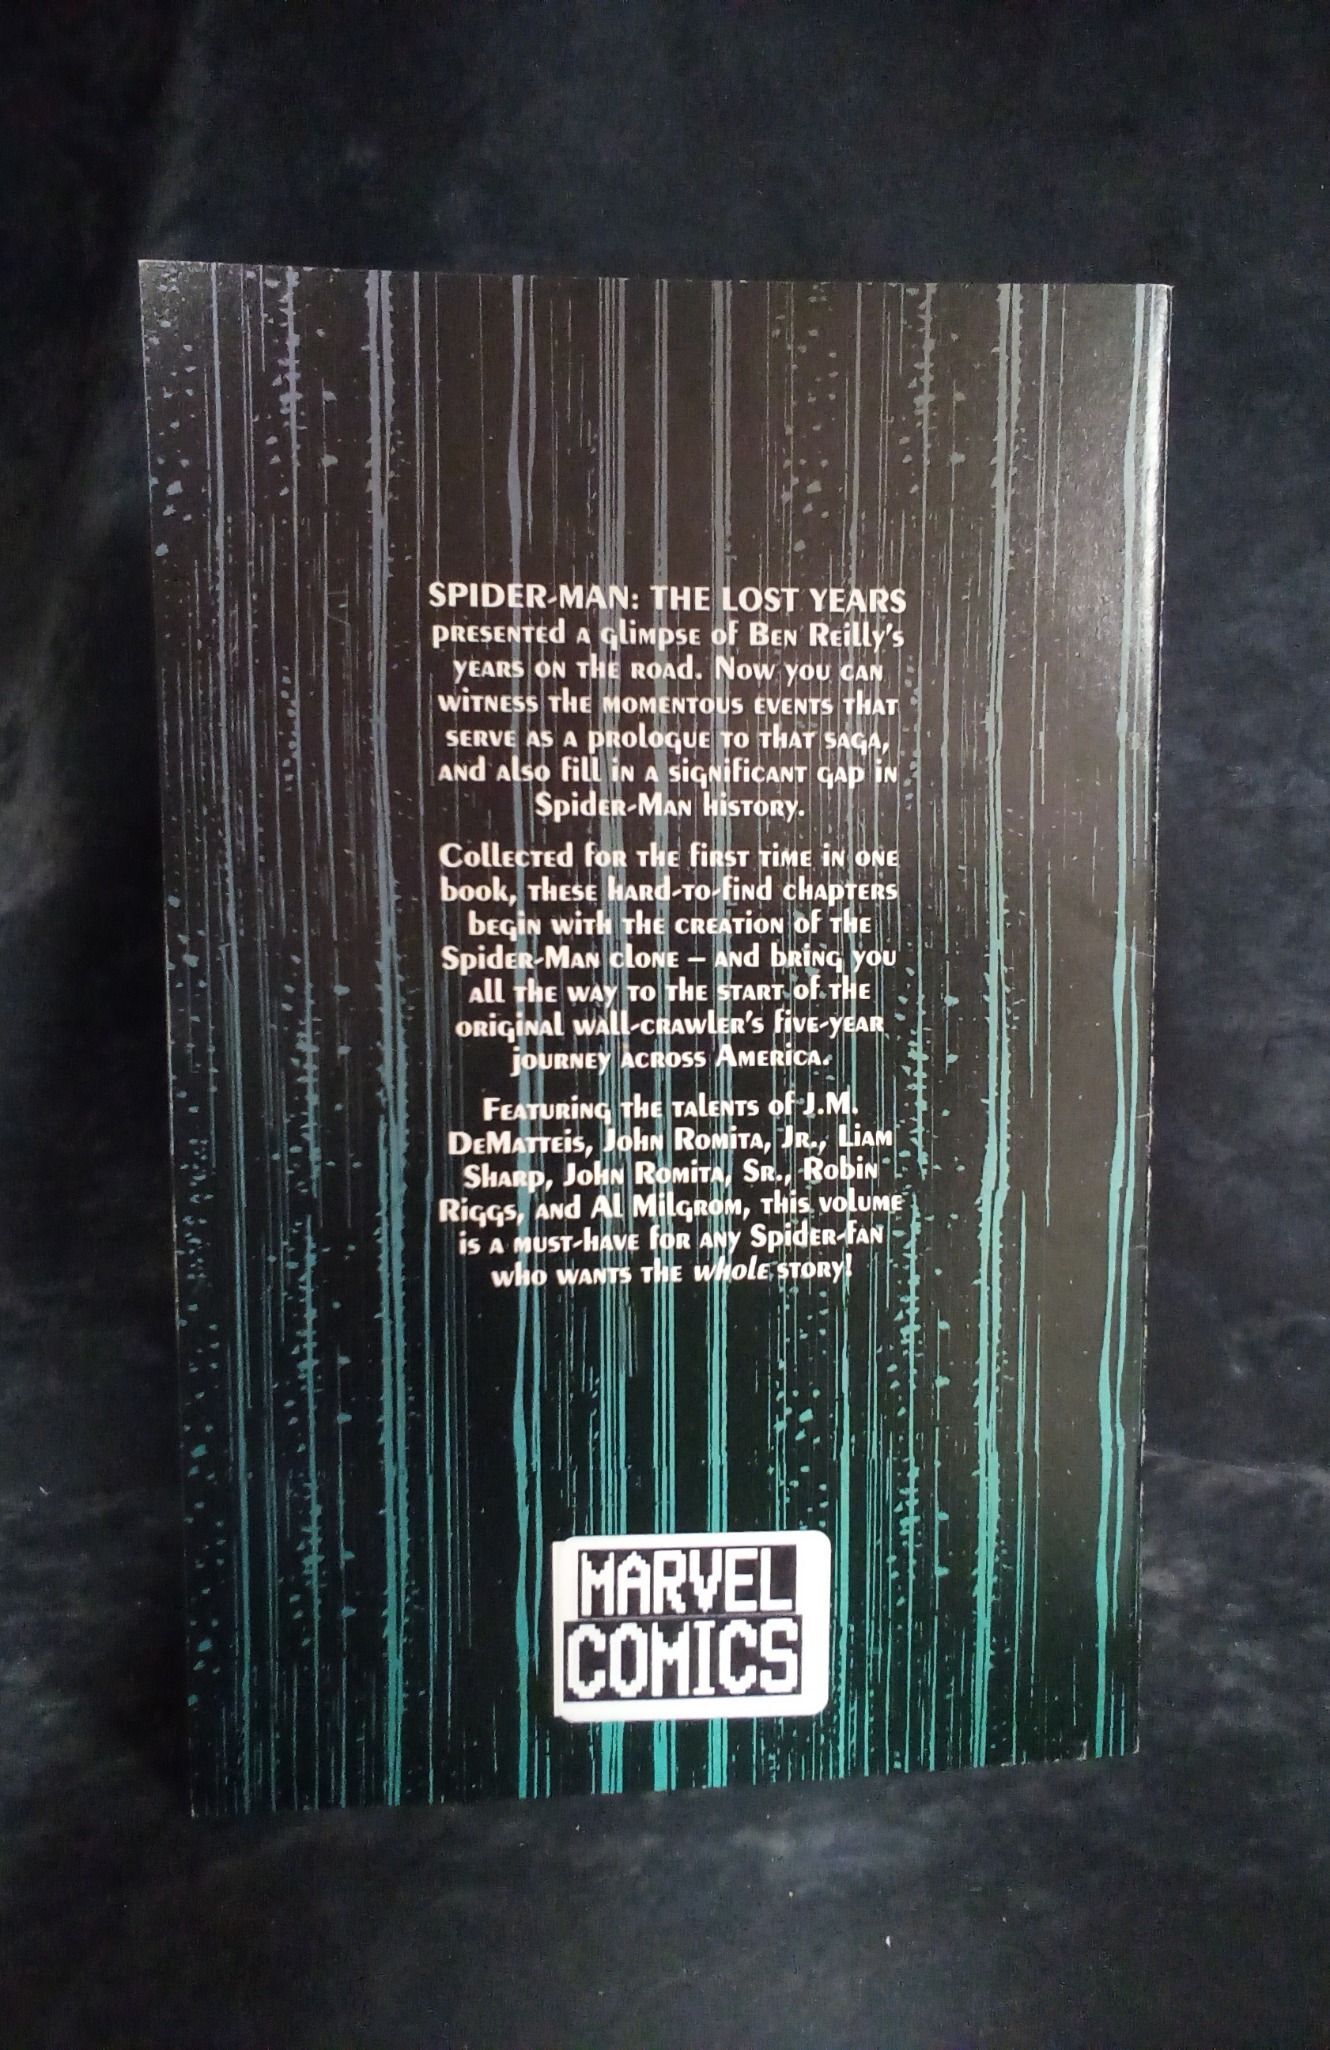 SPIDER-MAN: THE LOST YEARS
PRESENTED A GLIMPSE OF BEN REILLY'S
YEARS ON THE ROAD. NOW YOU CAN
WITNESS THE MOMENTOUS EVENTS THAT
SERVE AS A PROLOGUE TO THAT SAGA,
AND ALSO FILL IN A SIGNIFICANT GAP IN
SPIDER-MAN HISTORY.
COLLECTED FOR THE FIRST TIME IN ONE
BOOK, THESE HARD-TO-FIND CHAPTERS
BEGIN WITH THE CREATION OF THE
SPIDER-MAN CLONE – AND BRING YOU
ALL THE WAY TO THE START OF THE
ORIGINAL WALL-CRAWLER'S FIVE-YEAR
JOURNEY ACROSS AMERICA.
FEATURING THE TALENTS OF J.M.
DEMATTEIS, JOHN ROMITA, JR., LIAM
SHARP, JOHN ROMITA, SR., ROBIN
RIGGS, AND AL MILGROM, THIS VOLUME
IS A MUST-HAVE FOR ANY SPIDER-FAN
WHO WANTS THE WHOLE STORY!
MARVEL
COMICS